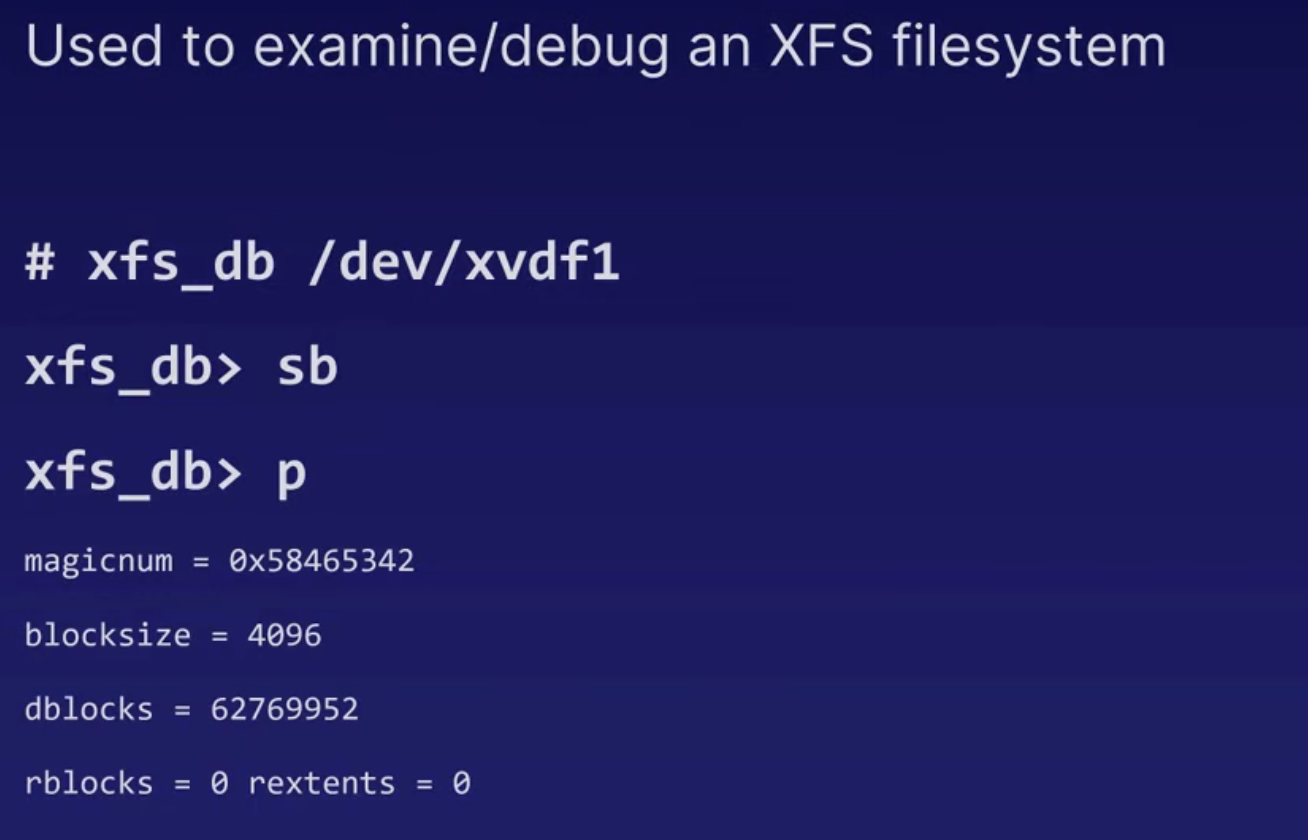 Used to examine/debug an XFS filesystem
# xfs_db /dev/xvdf1
xfs_db> sb
xfs_db> p
magicnum = 0x58465342
blocksize = 4096
dblocks = 62769952
rblocks = 0 rextents = 0